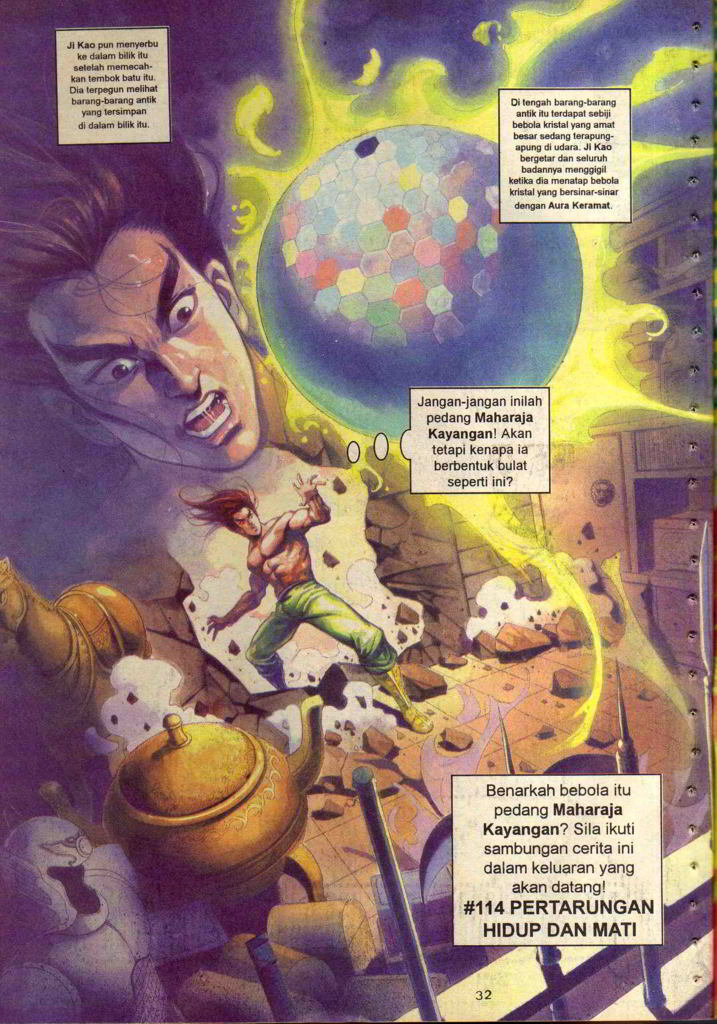 Ji Kao pun menyerbu
ke dalam bilik itu
setelah memecah-
kan tembok batu itu.
Dia terpegun melihat
barang-barang antik
yang tersimpan
di dalam bilik itu.
Di tengah barang-barang
antik itu terdapat sebiji
bebola kristal yang amat
besar sedang terapung-
apung di udara. Ji Kao
bergetar dan seluruh
badannya menggigil
ketika dia menatap bebola
kristal yang bersinar-sinar
dengan Aura Keramat.
Jangan-jangan inilah
pedang Maharaja
Kayangan! Akan
tetapi kenapa ia
berbentuk bulat
seperti ini?
Benarkah bebola itu
pedang Maharaja
Kayangan? Sila ikuti
sambungan cerita ini
dalam keluaran yang
akan datang!
#114 PERTARUNGAN
HIDUP DAN MATI
32